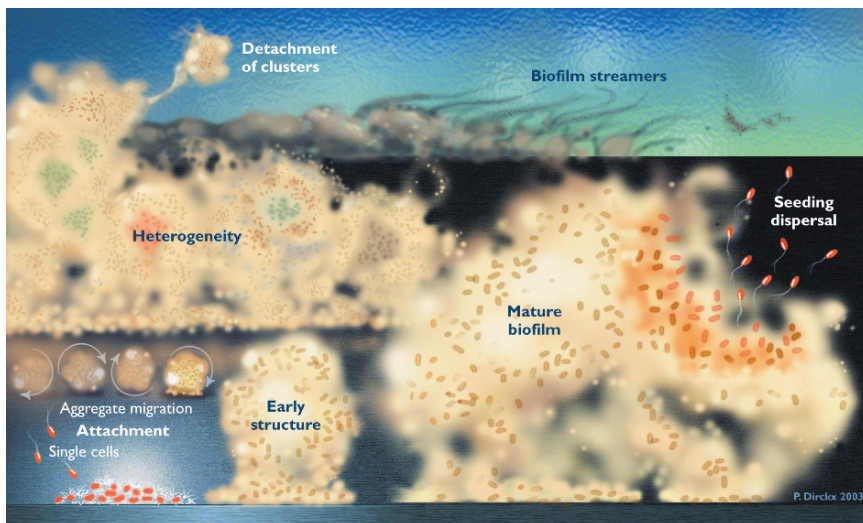 Detachment
of clusters
Biofilm streamers
Seeding
dispersal
Heterogeneity
Mature
biofilm
Aggregate migration
Attachment
Single cells
Early
structure
P. Dirckx 2003